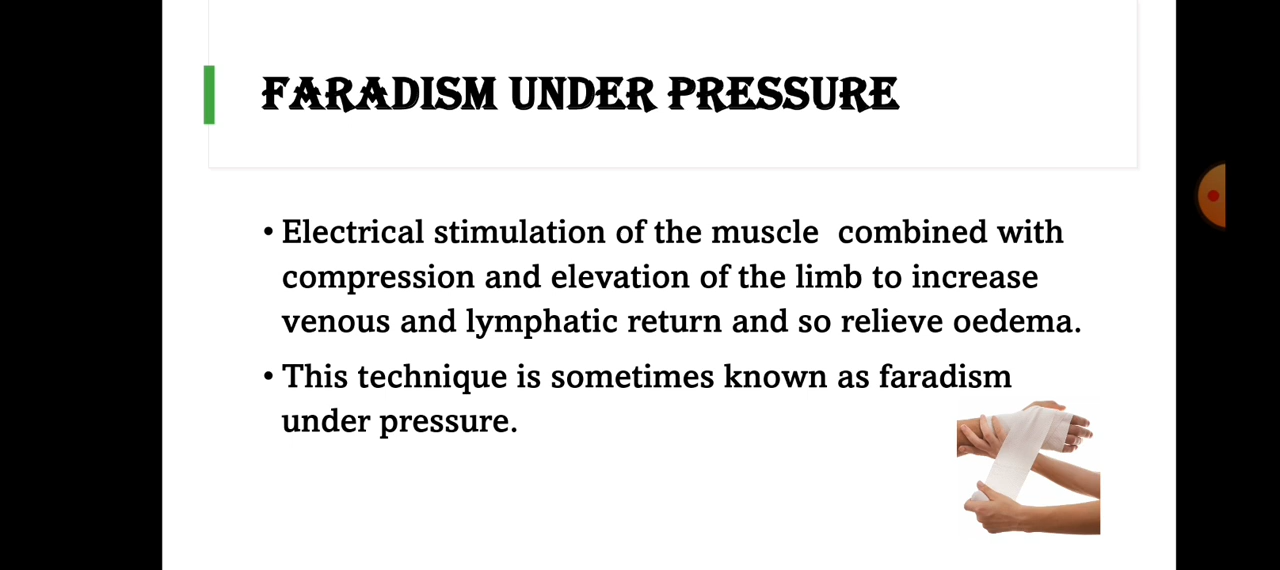 FARADISM UNDER PRESSURE
• Electrical stimulation of the muscle  combined with
compression and elevation of the limb to increase
venous and lymphatic return and so relieve oedema.
• This technique is sometimes known as faradism
under pressure.